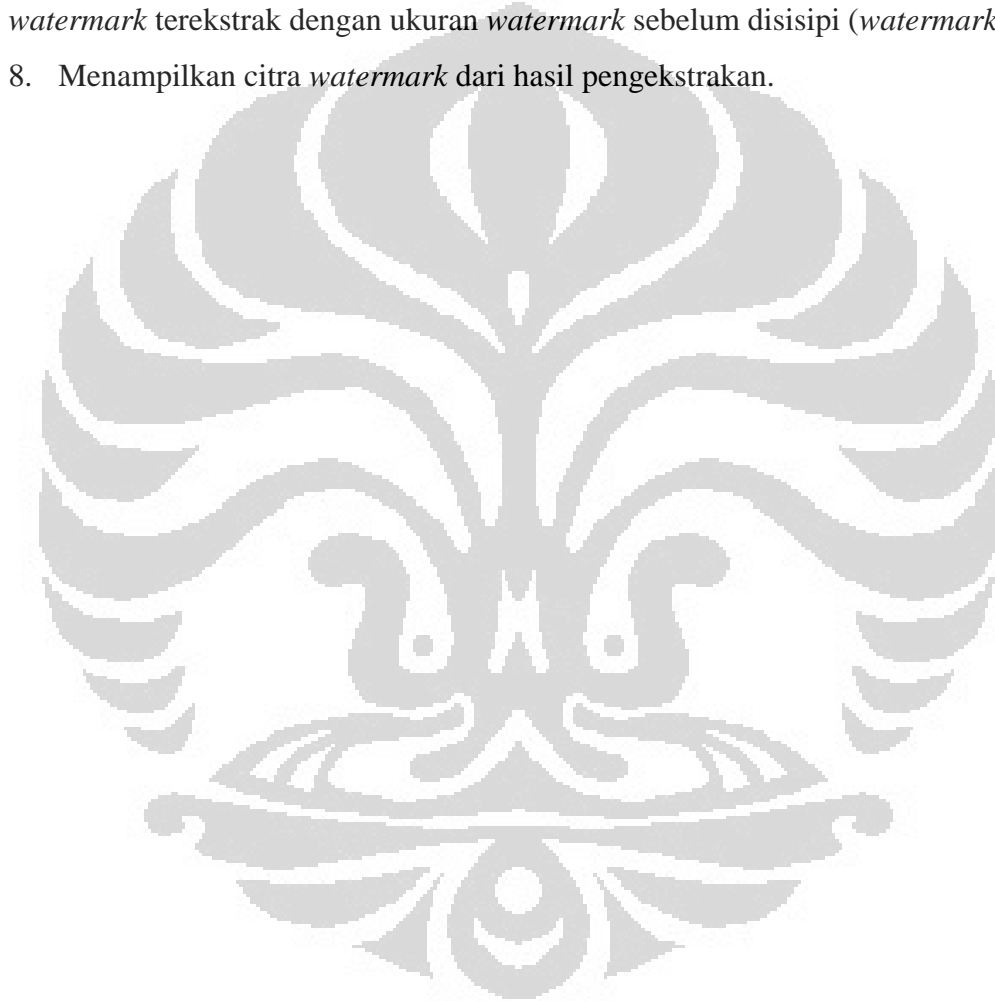 watermark terekstrak dengan ukuran watermark sebelum disisipi (watermark
8. Menampilkan citra watermark dari hasil pengekstrakan.